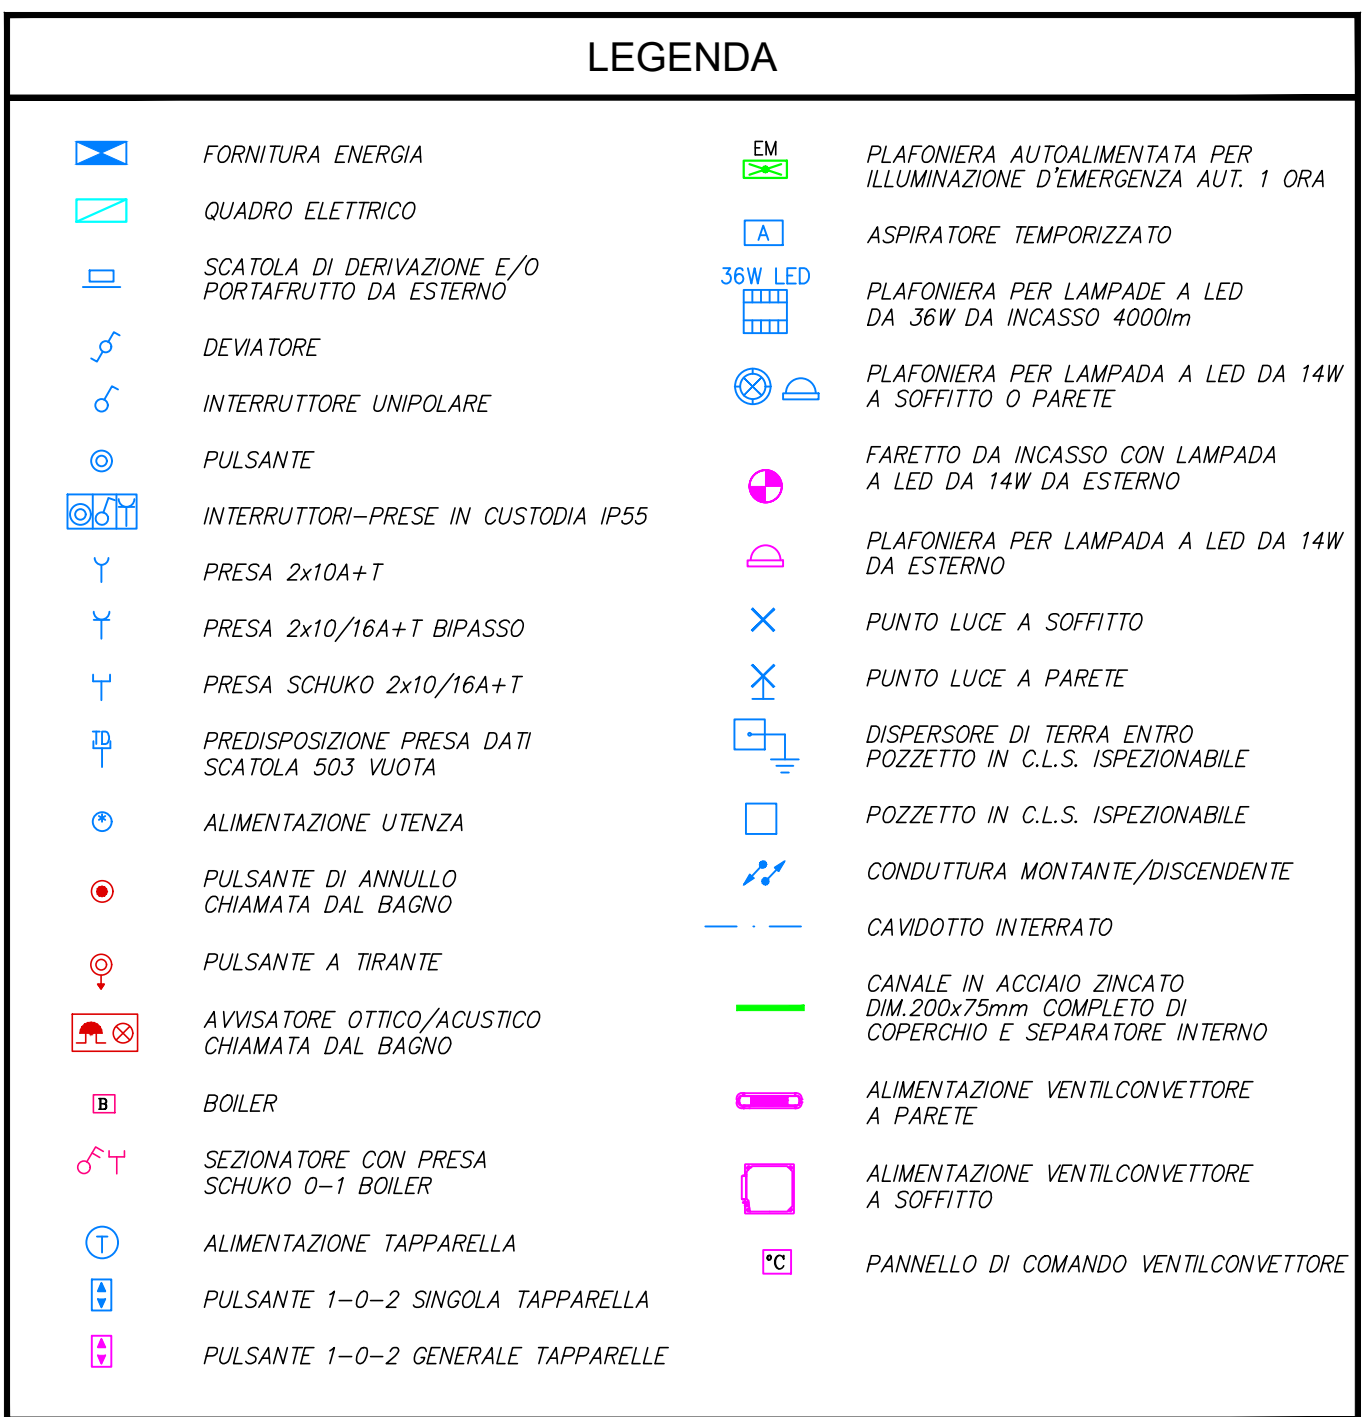 LEGENDA
FORNITURA ENERGIA
QUADRO ELETTRICO
SCATOLA DI DERIVAZIONE E/O
PORTAFRUTTO DA ESTERNO
DEVIATORE
INTERRUTTORE UNIPOLARE
PULSANTE
INTERRUTTORI-PRESE IN CUSTODIA IP55
PRESA 2x10A+T
PRESA 2x10/16A+T BIPASSO
PRESA SCHUKO 2x10/16A+T
TD
PREDISPOSIZIONE PRESA DATI
SCATOLA 503 VUOTA
*
ALIMENTAZIONE UTENZA
PULSANTE DI ANNULLO
CHIAMATA DAL BAGNO
PULSANTE A TIRANTE
AVVISATORE OTTICO/ACUSTICO
CHIAMATA DAL BAGNO
B BOILER
SEZIONATORE CON PRESA
SCHUKO 0-1 BOILER
T ALIMENTAZIONE TAPPARELLA
PULSANTE 1-0-2 SINGOLA TAPPARELLA
PULSANTE 1-0-2 GENERALE TAPPARELLE
EM
PLAFONIERA AUTOALIMENTATA PER
ILLUMINAZIONE D'EMERGENZA AUT. 1 ORA
A ASPIRATORE TEMPORIZZATO
36W LED
PLAFONIERA PER LAMPADE A LED
DA 36W DA INCASSO 4000lm
PLAFONIERA PER LAMPADA A LED DA 14W
A SOFFITTO O PARETE
FARETTO DA INCASSO CON LAMPADA
A LED DA 14W DA ESTERNO
PLAFONIERA PER LAMPADA A LED DA 14W
DA ESTERNO
PUNTO LUCE A SOFFITTO
PUNTO LUCE A PARETE
DISPERSORE DI TERRA ENTRO
POZZETTO IN C.L.S. ISPEZIONABILE
POZZETTO IN C.L.S. ISPEZIONABILE
CONDUTTURA MONTANTE/DISCENDENTE
CAVIDOTTO INTERRATO
CANALE IN ACCIAIO ZINCATO
DIM.200x75mm COMPLETO DI
COPERCHIO E SEPARATORE INTERNO
ALIMENTAZIONE VENTILCONVETTORE
A PARETE
ALIMENTAZIONE VENTILCONVETTORE
A SOFFITTO
°C PANNELLO DI COMANDO VENTILCONVETTORE